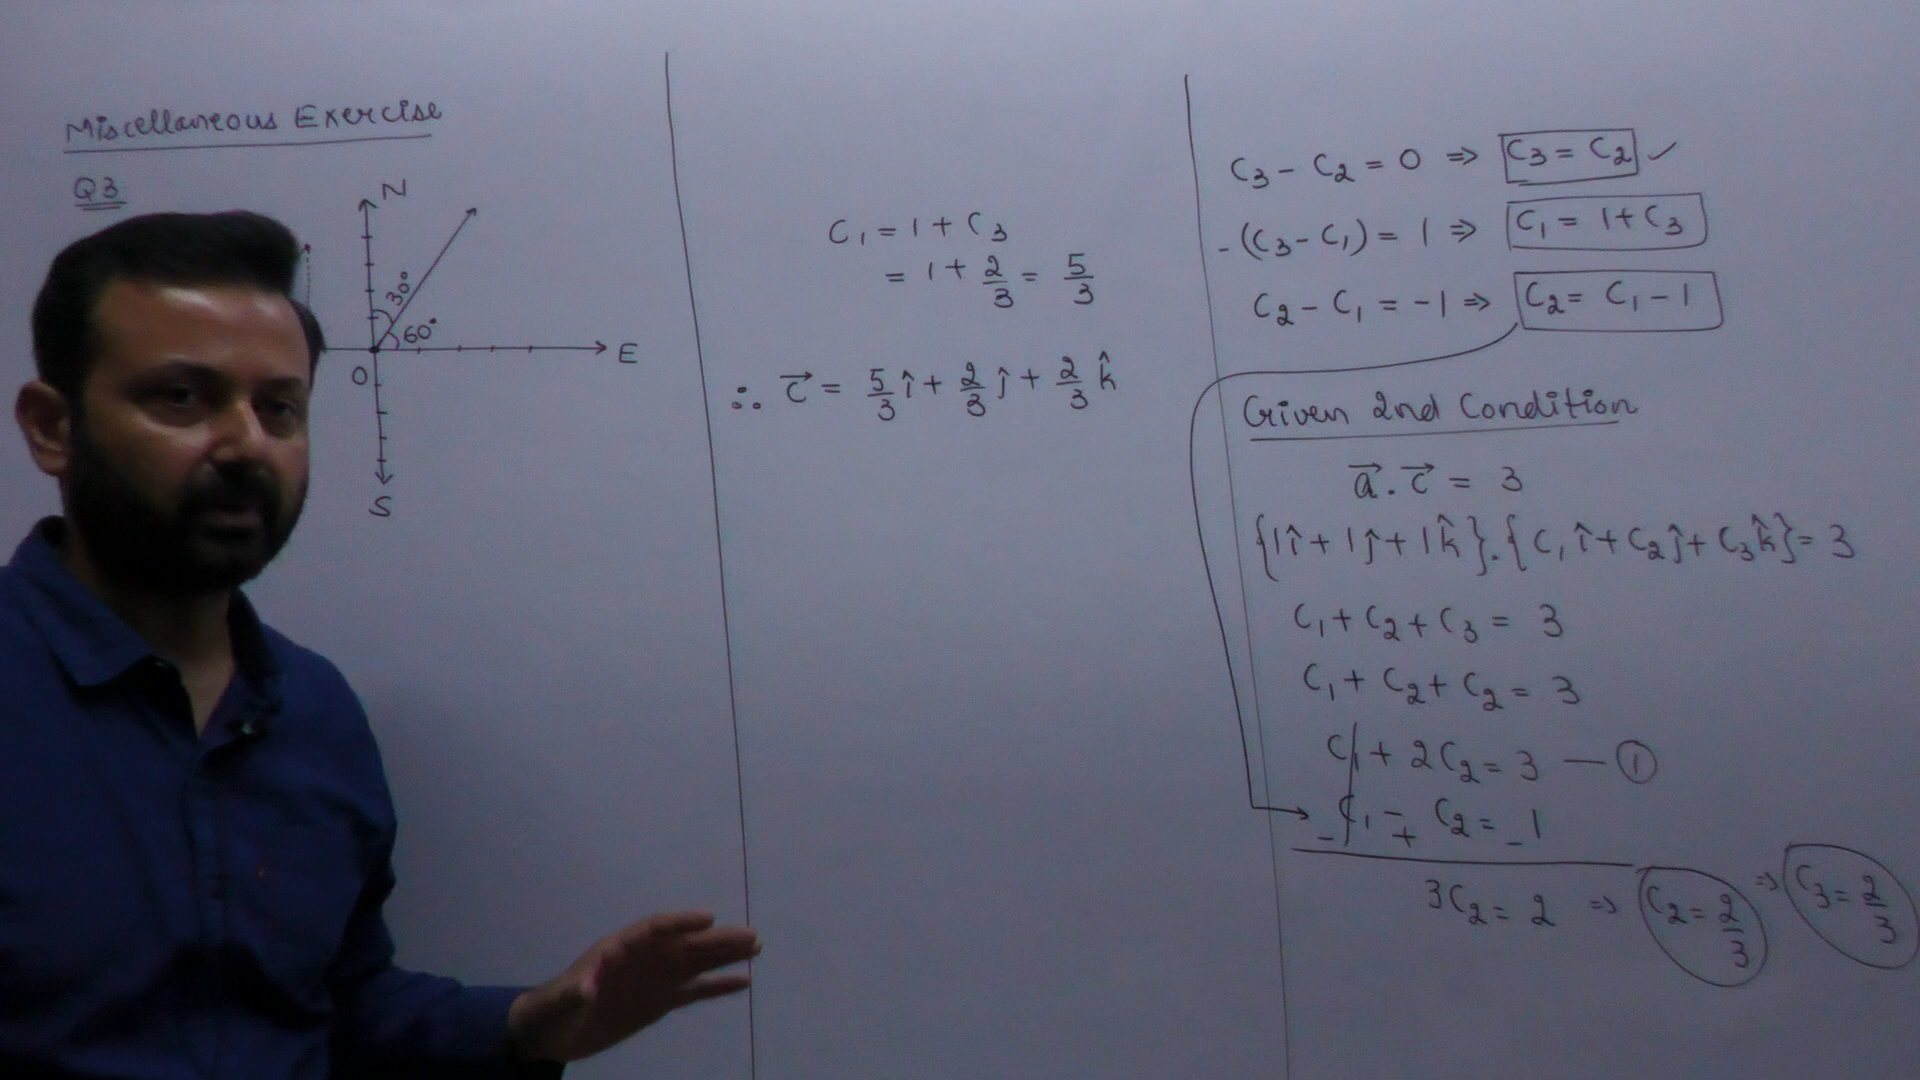 Miscellaneous Exercise
Q3
N
30°
60°
E
O
S
C₁ = 1 + C₃
= 1 + 2/3 = 5/3
∴ c⃗ = 5/3 î + 2/3 ĵ + 2/3 k̂
C₃ - C₂ = 0 ⇒ C₃ = C₂ ✓
-(C₃ - C₁) = 1 ⇒ C₁ = 1 + C₃
C₂ - C₁ = -1 ⇒ C₂ = C₁ - 1
Given 2nd Condition
a⃗ . c⃗ = 3
{1î + 1ĵ + 1k̂} . {C₁î + C₂ĵ + C₃k̂} = 3
C₁ + C₂ + C₃ = 3
C₁ + C₂ + C₂ = 3
C₁ + 2C₂ = 3 — ①
C₁ - C₂ = 1
- + -
3C₂ = 2 ⇒ C₂ = 2/3 ⇒ C₃ = 2/3